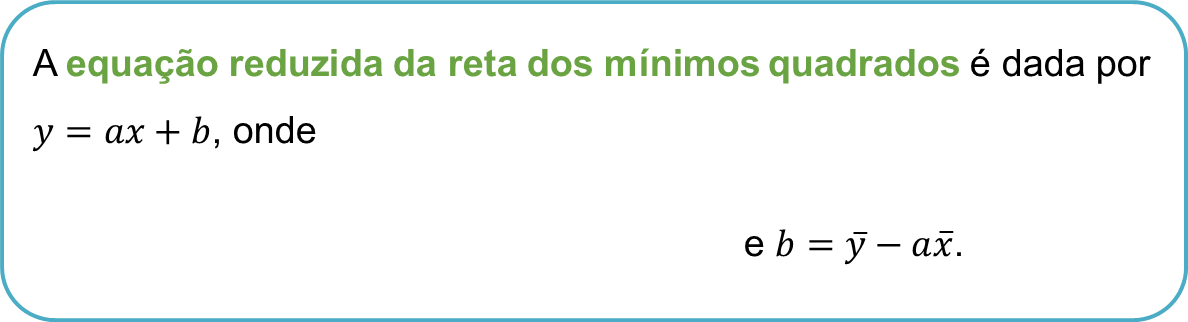 A equação reduzida da reta dos mínimos quadrados é dada por
𝑦 = 𝑎𝑥 + 𝑏, onde
e 𝑏 = 𝑦̄ − 𝑎𝑥̄.